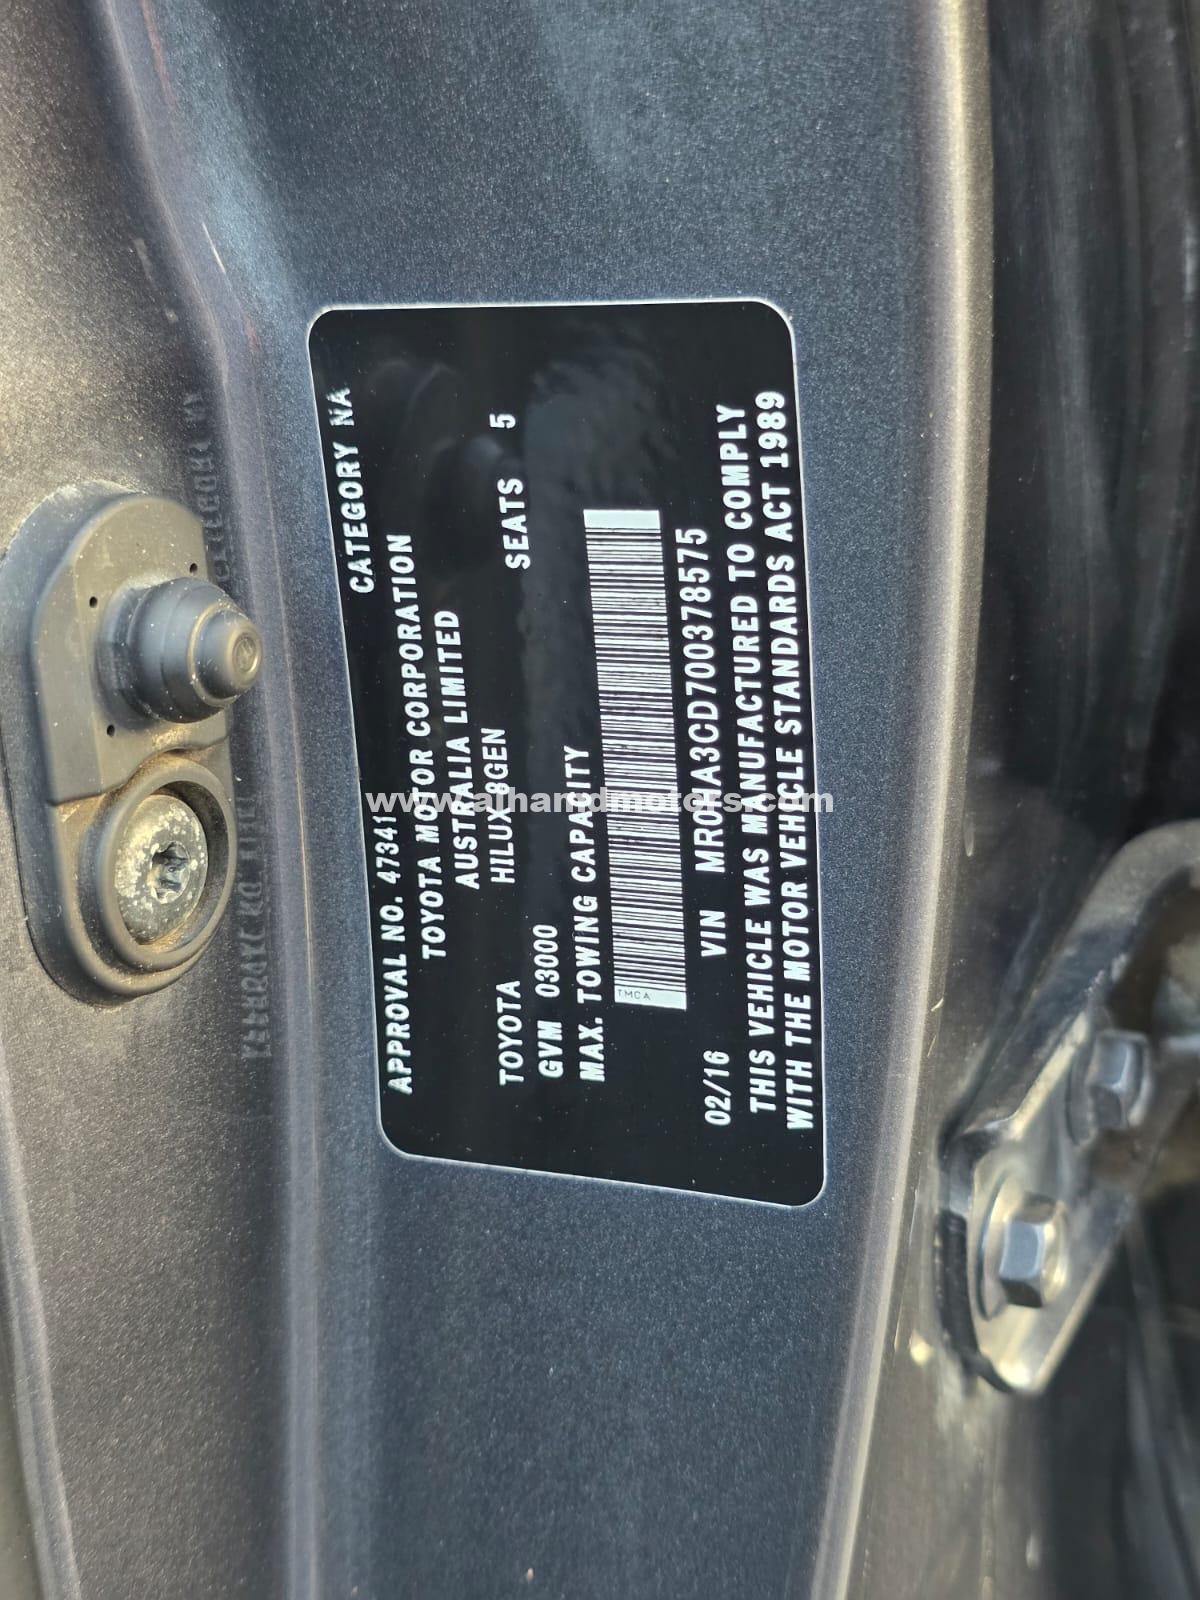 APPROVAL NO. 47341 CATEGORY NA
TOYOTA MOTOR CORPORATION
AUSTRALIA LIMITED
TOYOTA HILUX 8GEN SEATS 5
GVM 03000
MAX. TOWING CAPACITY
TMCA
02/16 VIN MR0HA3CD700378575
THIS VEHICLE WAS MANUFACTURED TO COMPLY
WITH THE MOTOR VEHICLE STANDARDS ACT 1989